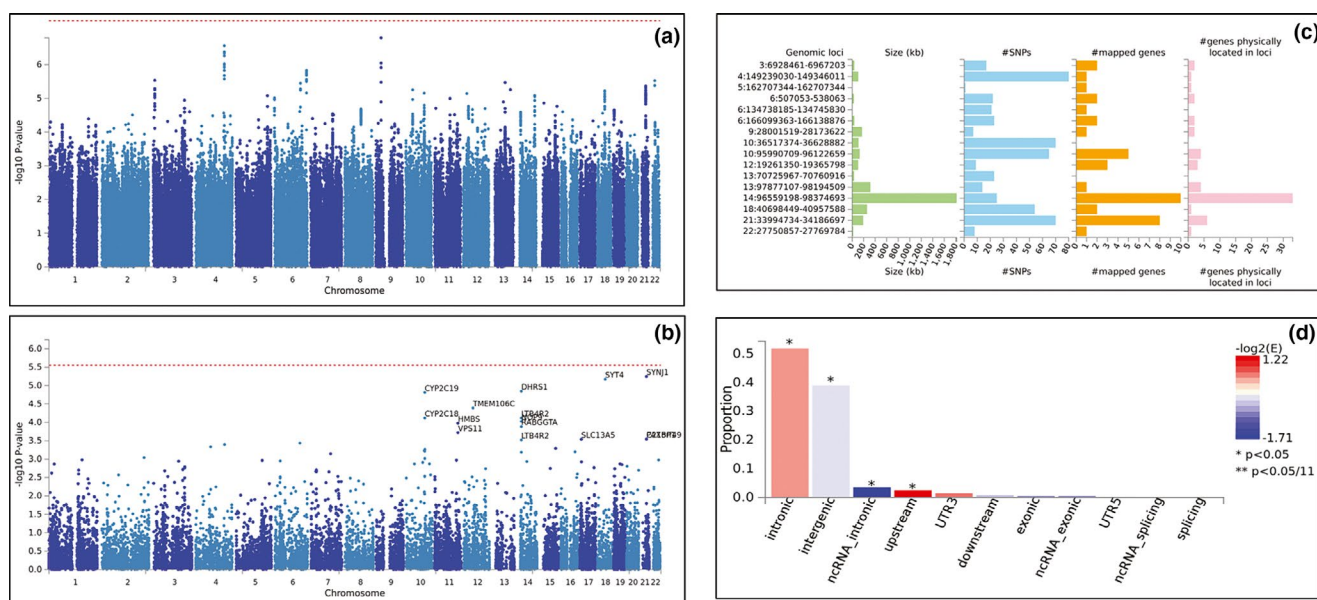 (a)
-log10 P-value
6
5
4
3
2
1
0
1 2 3 4 5 6 7 8 9 10 11 12 13 14 15 16 17 18 19 20 21 22
Chromosome
(b)
-log10 P-value
6.0
5.5
5.0
4.5
4.0
3.5
3.0
2.5
2.0
1.5
1.0
0.5
0.0
SYNJ1
SYT4
CYP2C19
DHRS1
TMEM106C
CYP2C18
LTB4R2
HMBS
RABGGTA
VPS11
LTB4R2
SLC13A5
1 2 3 4 5 6 7 8 9 10 11 12 13 14 15 16 17 18 19 20 21 22
Chromosome
(c)
Genomic loci
Size (kb)
#SNPs
#mapped genes
#genes physically
located in loci
3:6928461-6967203
4:149239030-149346011
5:162707344-162707344
6:507053-538063
6:134738185-134745830
6:166099363-166138876
9:28001519-28173622
10:36517374-36628882
10:95990709-96122659
12:19261350-19365798
13:70725967-70760916
13:97877107-98194509
14:96559198-98374693
18:40698449-40957588
21:33994734-34186697
22:27750857-27769784
0 200 400 600 800 1.000 1.200 1.400 1.600 1.800
0 10 20 30 40 50 60 70 80
0 1 2 3 4 5 6 7 8 9 10
0 5 10 15 20 25 30
Size (kb)
#SNPs
#mapped genes
#genes physically
located in loci
(d)
Proportion
0.5
0.4
0.3
0.2
0.1
0.0
*
*
*
*
intronic
intergenic
ncRNA_intronic
upstream
UTR3
downstream
exonic
ncRNA_exonic
UTR5
ncRNA_splicing
splicing
-log2(E)
1.22
-1.71
* p<0.05
** p<0.05/11